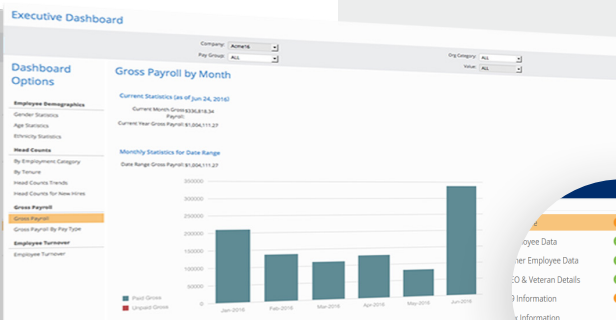 Executive Dashboard
Company: Acme16
Pay Group: ALL
Org Category: ALL
Value: ALL
Dashboard
Options
Gross Payroll by Month
Current Statistics (as of Jun 24, 2016)
Current Month Gross $336,818.34
Payroll:
Current Year Gross Payroll: $1,004,111.27
Monthly Statistics for Date Range
Date Range Gross Payroll: $1,004,111.27
Employee Demographics
Gender Statistics
Age Statistics
Ethnicity Statistics
Head Counts
By Employment Category
By Tenure
Head Counts Trends
Head Counts for New Hires
Gross Payroll
Gross Payroll
Gross Payroll By Pay Type
Employee Turnover
Employee Turnover
350000
300000
250000
200000
150000
100000
50000
0
Jan-2016
Feb-2016
Mar-2016
Apr-2016
May-2016
Jun-2016
Paid Gross
Unpaid Gross
oyee Data
her Employee Data
EO & Veteran Details
9 Information
x Information